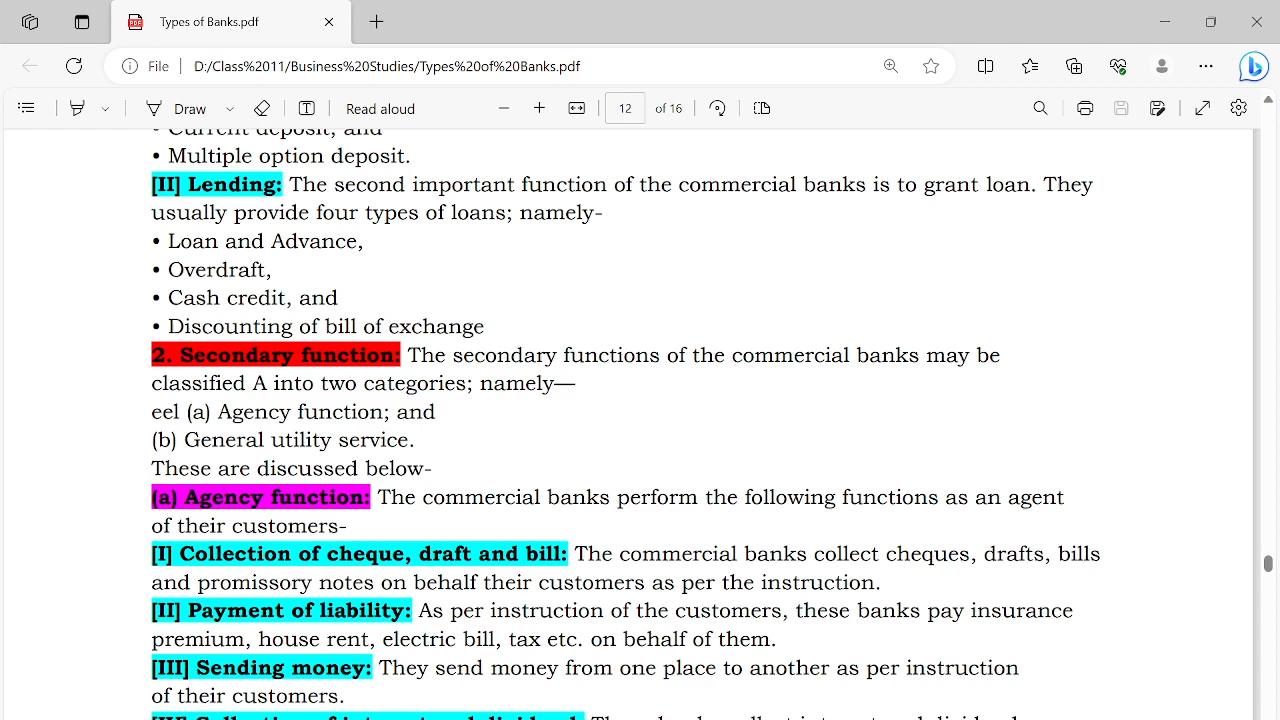 Types of Banks.pdf
File | D:/Class%2011/Business%20Studies/Types%20of%20Bank.pdf
Draw
Read aloud
12 of 16
• Current deposit, and
• Multiple option deposit.
[II] Lending: The second important function of the commercial banks is to grant loan. They
usually provide four types of loans; namely-
• Loan and Advance,
• Overdraft,
• Cash credit, and
• Discounting of bill of exchange
2. Secondary function: The secondary functions of the commercial banks may be
classified A into two categories; namely—
eel (a) Agency function; and
(b) General utility service.
These are discussed below-
(a) Agency function: The commercial banks perform the following functions as an agent
of their customers-
[I] Collection of cheque, draft and bill: The commercial banks collect cheques, drafts, bills
and promissory notes on behalf their customers as per the instruction.
[II] Payment of liability: As per instruction of the customers, these banks pay insurance
premium, house rent, electric bill, tax etc. on behalf of them.
[III] Sending money: They send money from one place to another as per instruction
of their customers.